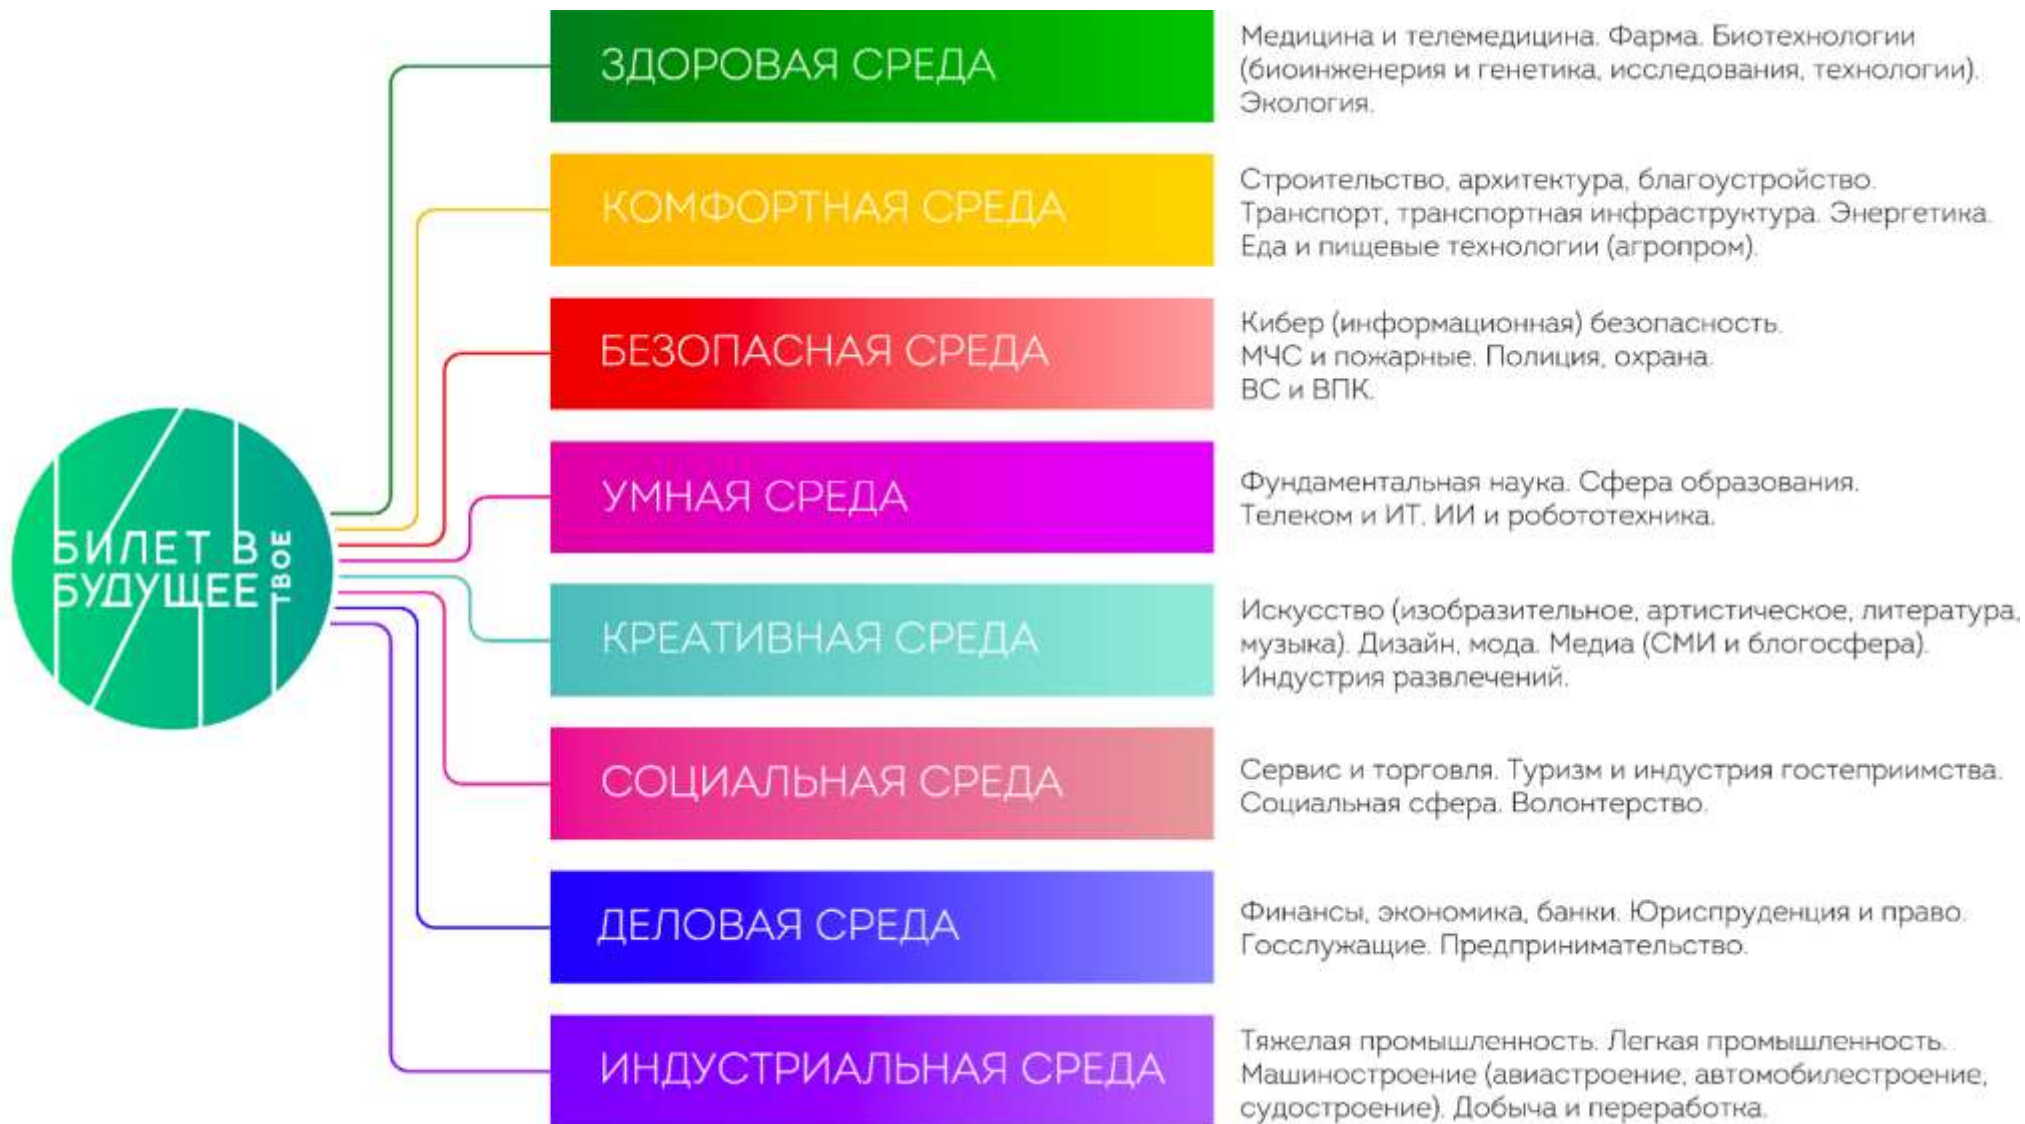 БИЛЕТ В
БУДУЩЕЕ
ТВОЕ
ЗДОРОВАЯ СРЕДА
Медицина и телемедицина. Фарма. Биотехнологии
(биоинженерия и генетика, исследования, технологии).
Экология.
КОМФОРТНАЯ СРЕДА
Строительство, архитектура, благоустройство.
Транспорт, транспортная инфраструктура. Энергетика.
Еда и пищевые технологии (агропром).
БЕЗОПАСНАЯ СРЕДА
Кибер (информационная) безопасность.
МЧС и пожарные. Полиция, охрана.
ВС и ВПК.
УМНАЯ СРЕДА
Фундаментальная наука. Сфера образования.
Телеком и ИТ. ИИ и робототехника.
КРЕАТИВНАЯ СРЕДА
Искусство (изобразительное, артистическое, литература,
музыка). Дизайн, мода. Медиа (СМИ и блогосфера).
Индустрия развлечений.
СОЦИАЛЬНАЯ СРЕДА
Сервис и торговля. Туризм и индустрия гостеприимства.
Социальная сфера. Волонтерство.
ДЕЛОВАЯ СРЕДА
Финансы, экономика, банки. Юриспруденция и право.
Госслужащие. Предпринимательство.
ИНДУСТРИАЛЬНАЯ СРЕДА
Тяжелая промышленность. Легкая промышленность.
Машиностроение (авиастроение, автомобилестроение,
судостроение). Добыча и переработка.